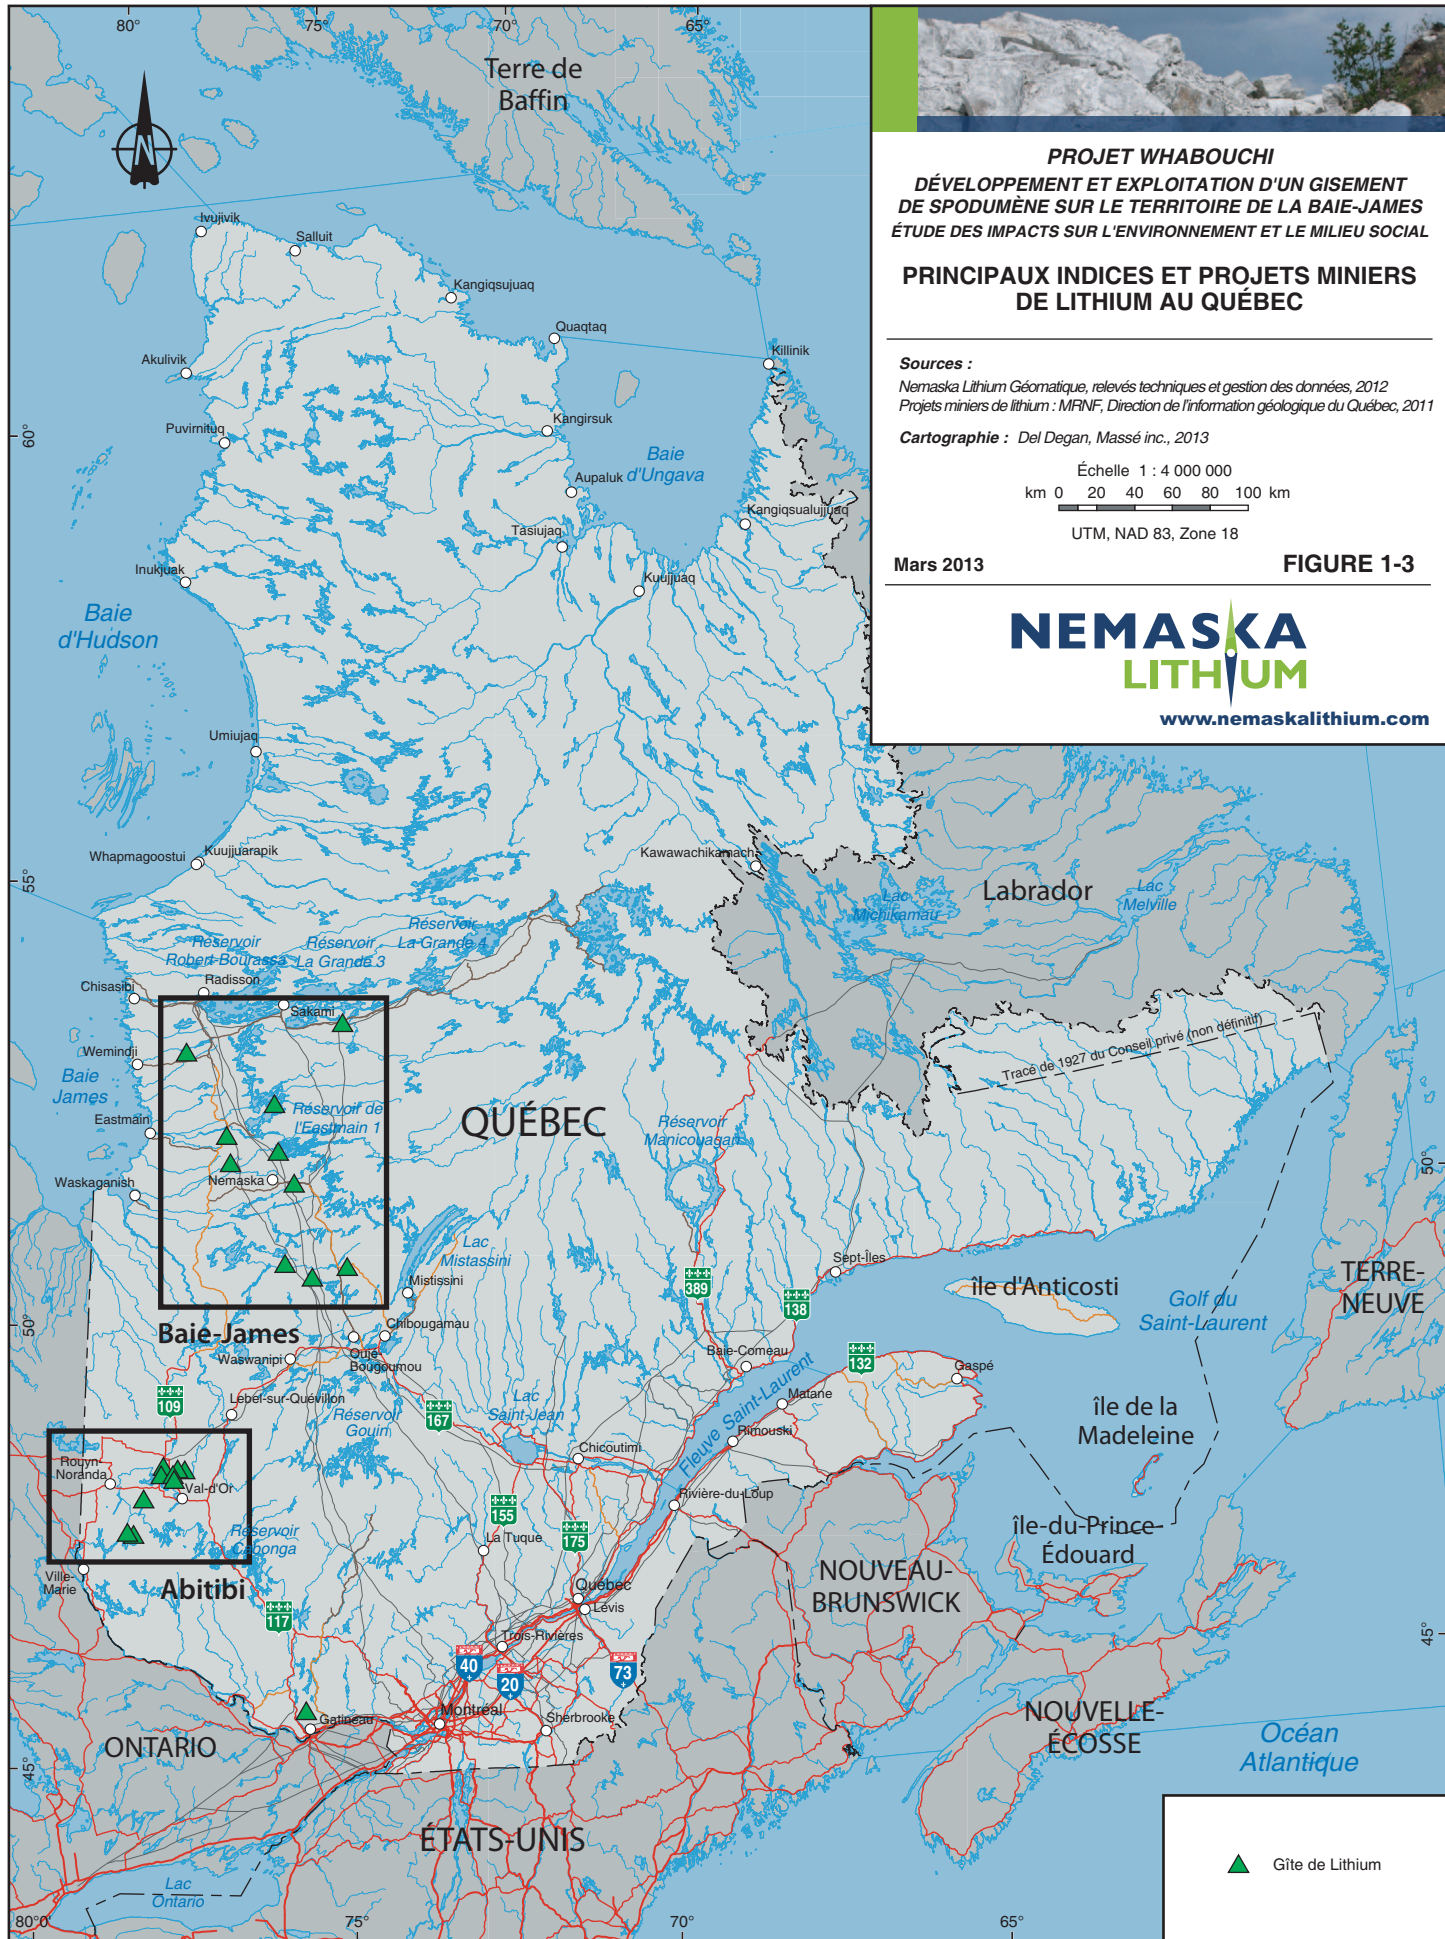 80°
75°
70°
65°
Terre de
Baffin
N
PROJET WHABOUCHI
DÉVELOPPEMENT ET EXPLOITATION D'UN GISEMENT
DE SPODUMÈNE SUR LE TERRITOIRE DE LA BAIE-JAMES
ÉTUDE DES IMPACTS SUR L'ENVIRONNEMENT ET LE MILIEU SOCIAL
PRINCIPAUX INDICES ET PROJETS MINIERS
DE LITHIUM AU QUÉBEC
Sources :
Nemaska Lithium Géomatique, relevés techniques et gestion des données, 2012
Projets miniers de lithium : MRNF, Direction de l'information géologique du Québec, 2011
Cartographie : Del Degan, Massé inc., 2013
Échelle 1 : 4 000 000
km 0 20 40 60 80 100 km
UTM, NAD 83, Zone 18
Mars 2013
FIGURE 1-3
NEMASKA
LITHIUM
www.nemaskalithium.com
Ivujivik
Salluit
Kangiqsujuaq
Quaqtaq
Killinik
Akulivik
Puvirnituq
Kangirsuk
60°
Baie
d'Ungava
Aupaluk
Kangiqsualujjuaq
Tasiujaq
Inukjuak
Kuujjuaq
Baie
d'Hudson
Umiujaq
Whapmagoostui
Kuujjuarapik
Kawawachikamach
55°
Labrador
Lac
Michikamau
Lac
Melville
Réservoir
Robert-Bourassa
Réservoir
La Grande 3
Réservoir
La Grande 4
Chisasibi
Radisson
Sakami
Wemindji
Baie
James
Eastmain
Réservoir de
l'Eastmain 1
QUÉBEC
Réservoir
Manicouagan
Tracé de 1927 du Conseil privé (non définitif)
Waskaganish
Nemaska
50°
Lac
Mistassini
Mistissini
Sept-Îles
389
138
île d'Anticosti
Golf du
Saint-Laurent
TERRE-
NEUVE
50°
Baie-James
Chibougamau
Oujé-
Bougoumou
Waswanipi
Baie-Comeau
132
Gaspé
Matane
Fleuve Saint-Laurent
Rimouski
109
Lebel-sur-Quévillon
Réservoir
Gouin
167
Lac
Saint-Jean
Chicoutimi
île de la
Madeleine
Rouyn-
Noranda
Val-d'Or
Rivière-du-Loup
155
175
La Tuque
Réservoir
Cabonga
Ville-
Marie
Abitibi
île-du-Prince-
Édouard
NOUVEAU-
BRUNSWICK
117
Québec
Lévis
Trois-Rivières
40
20
73
45°
Gatineau
Montréal
Sherbrooke
NOUVELLE-
ÉCOSSE
ONTARIO
Océan
Atlantique
45°
ÉTATS-UNIS
Lac
Ontario
Gîte de Lithium
80°0'
75°
70°
65°